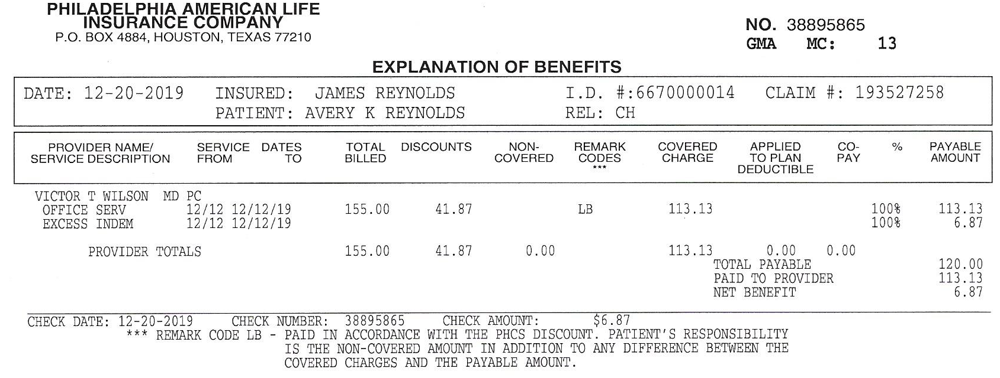 PHILADELPHIA AMERICAN LIFE
INSURANCE COMPANY
P.O. BOX 4884, HOUSTON, TEXAS 77210
NO. 38895865
GMA MC: 13
EXPLANATION OF BENEFITS
DATE: 12-20-2019 INSURED: JAMES REYNOLDS I.D. #:6670000014 CLAIM #: 193527258
PATIENT: AVERY K REYNOLDS REL: CH
PROVIDER NAME/ SERVICE DATES TOTAL DISCOUNTS NON- REMARK COVERED APPLIED CO- % PAYABLE
SERVICE DESCRIPTION FROM TO BILLED COVERED CODES CHARGE TO PLAN PAY AMOUNT
*** DEDUCTIBLE
VICTOR T WILSON MD PC
OFFICE SERV 12/12 12/12/19 155.00 41.87 LB 113.13 100% 113.13
EXCESS INDEM 12/12 12/12/19 100% 6.87
PROVIDER TOTALS 155.00 41.87 0.00 113.13 0.00 0.00
TOTAL PAYABLE 120.00
PAID TO PROVIDER 113.13
NET BENEFIT 6.87
CHECK DATE: 12-20-2019 CHECK NUMBER: 38895865 CHECK AMOUNT: $6.87
*** REMARK CODE LB - PAID IN ACCORDANCE WITH THE PHCS DISCOUNT. PATIENT'S RESPONSIBILITY
IS THE NON-COVERED AMOUNT IN ADDITION TO ANY DIFFERENCE BETWEEN THE
COVERED CHARGES AND THE PAYABLE AMOUNT.